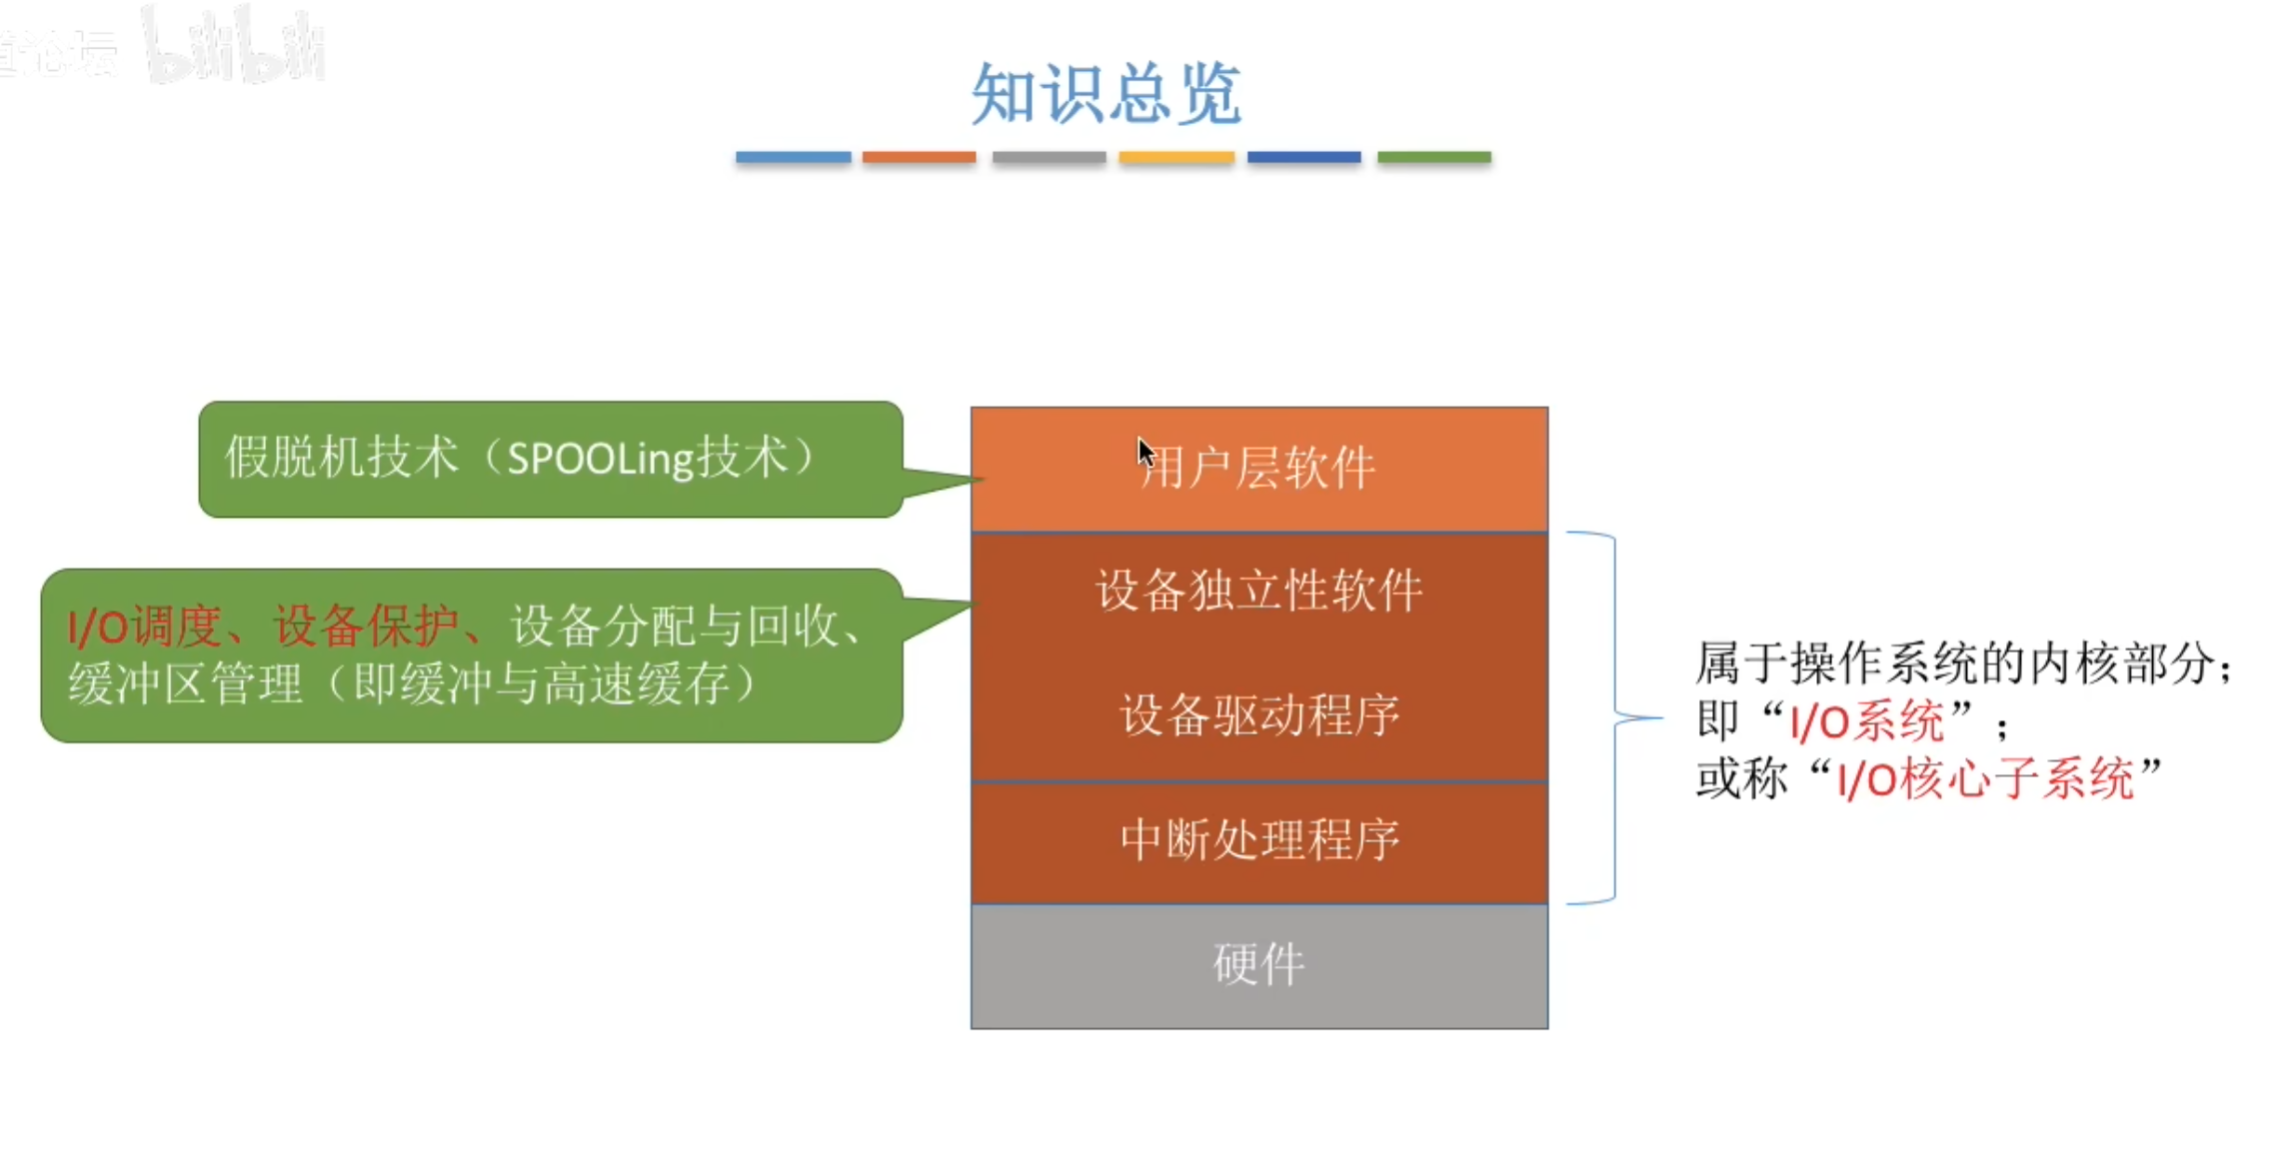 道论坛 bilibili
知识总览
假脱机技术（SPOOLing技术）
用户层软件
I/O调度、设备保护、设备分配与回收、
缓冲区管理（即缓冲与高速缓存）
设备独立性软件
设备驱动程序
中断处理程序
硬件
属于操作系统的内核部分；
即“I/O系统”；
或称“I/O核心子系统”